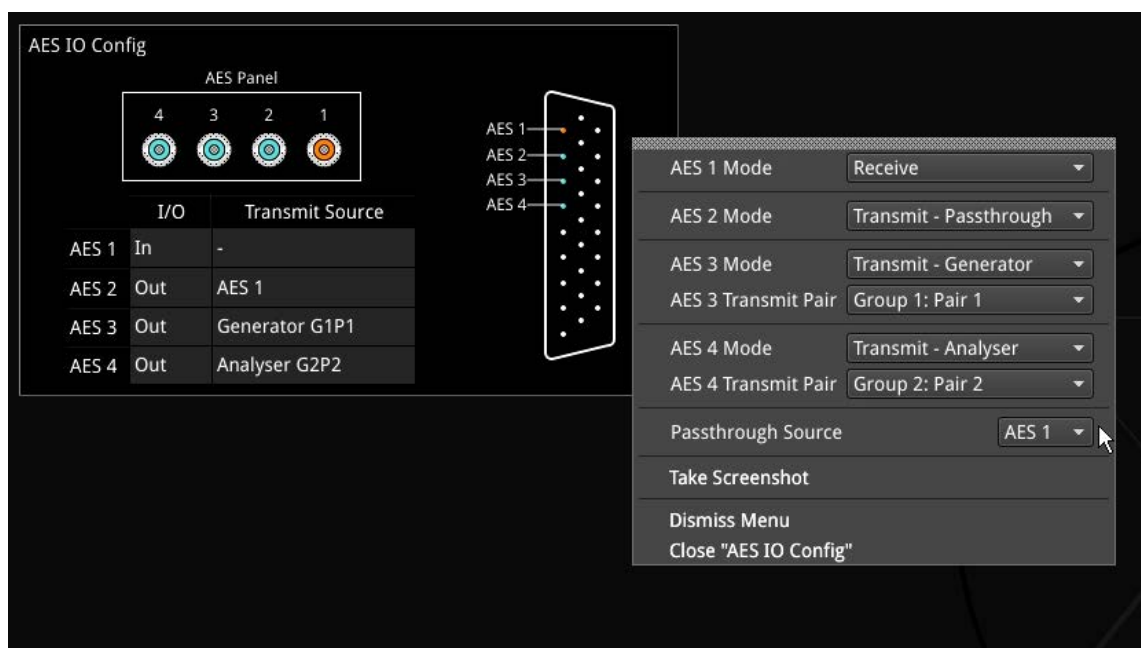 AES IO Config
AES Panel
4 3 2 1
AES 1
AES 2
AES 3
AES 4
I/O Transmit Source
AES 1 In -
AES 2 Out AES 1
AES 3 Out Generator G1P1
AES 4 Out Analyser G2P2
AES 1 Mode Receive
AES 2 Mode Transmit - Passthrough
AES 3 Mode Transmit - Generator
AES 3 Transmit Pair Group 1: Pair 1
AES 4 Mode Transmit - Analyser
AES 4 Transmit Pair Group 2: Pair 2
Passthrough Source AES 1
Take Screenshot
Dismiss Menu
Close "AES IO Config"